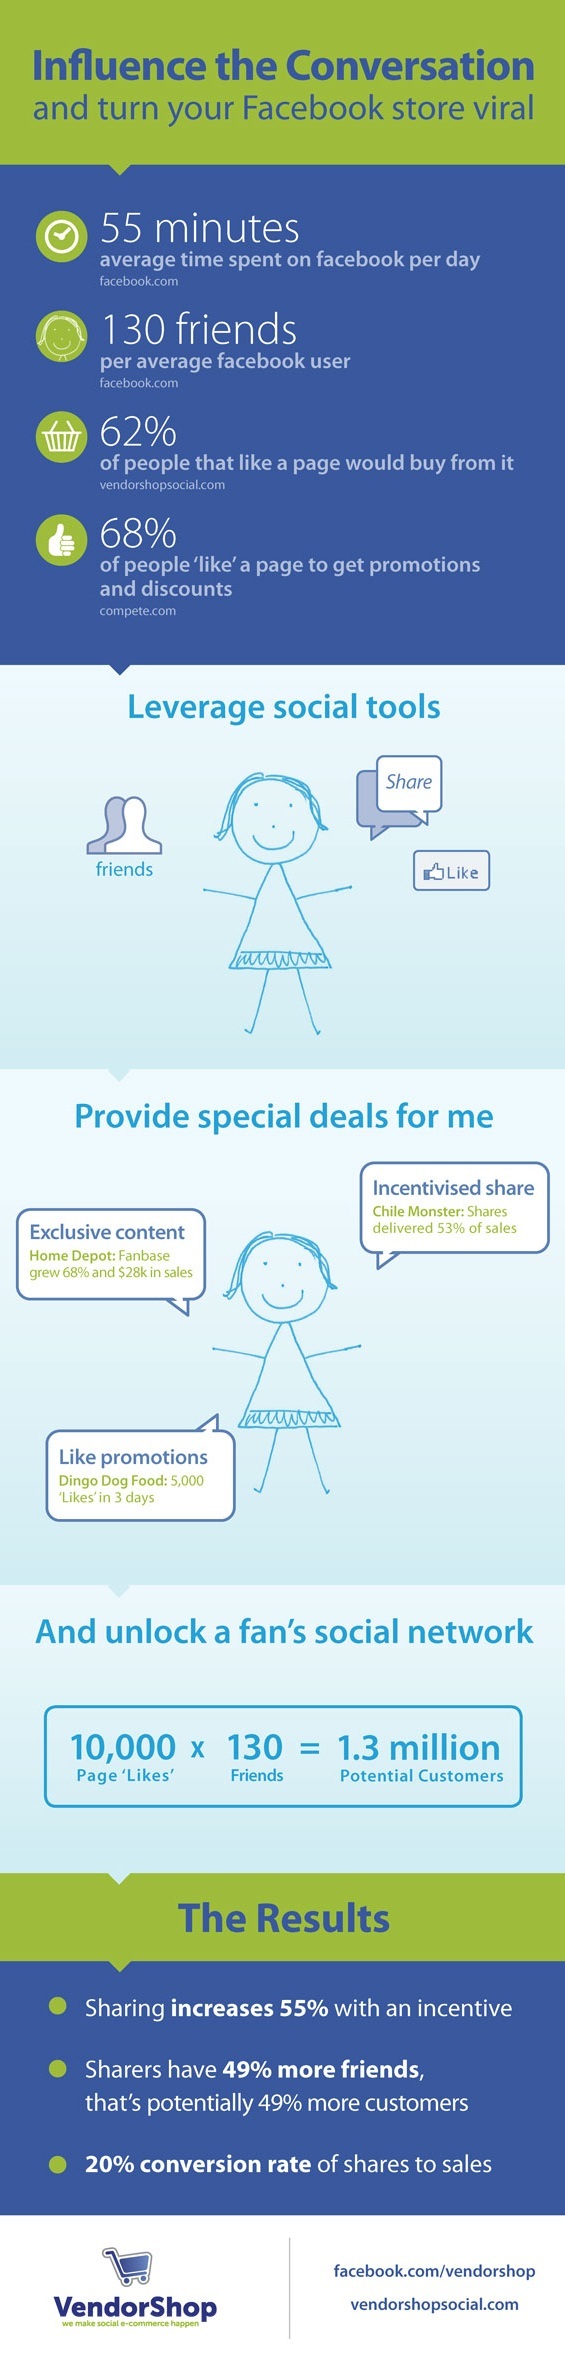 Influence the Conversation
and turn your Facebook store viral
55 minutes
average time spent on facebook per day
facebook.com
130 friends
per average facebook user
facebook.com
62%
of people that like a page would buy from it
vendorshopsocial.com
68%
of people 'like' a page to get promotions
and discounts
compete.com
Leverage social tools
Share
friends
Like
Provide special deals for me
Incentivised share
Chile Monster: Shares
delivered 53% of sales
Exclusive content
Home Depot: Fanbase
grew 68% and $28k in sales
Like promotions
Dingo Dog Food: 5,000
'Likes' in 3 days
And unlock a fan's social network
10,000 x 130 = 1.3 million
Page 'Likes' Friends Potential Customers
The Results
Sharing increases 55% with an incentive
Sharers have 49% more friends,
that's potentially 49% more customers
20% conversion rate of shares to sales
VendorShop
we make social e-commerce happen
facebook.com/vendorshop
vendorshopsocial.com